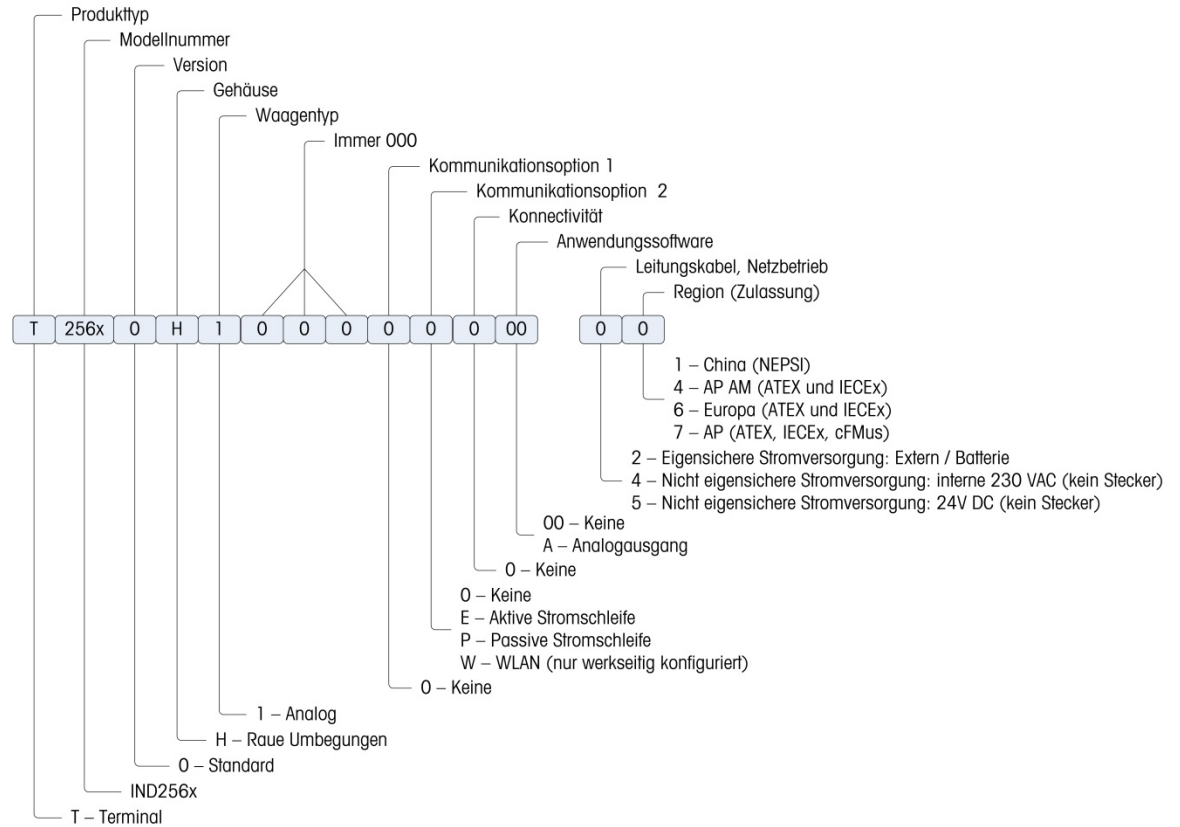 Produkttyp
Modellnummer
Version
Gehäuse
Waagentyp
Immer 000
Kommunikationsoption 1
Kommunikationsoption 2
Konnectivität
Anwendungssoftware
Leitungskabel, Netzbetrieb
Region (Zulassung)
T 256x 0 H 1 0 0 0 0 0 0 00 0 0
1 – China (NEPSI)
4 – AP AM (ATEX und IECEx)
6 – Europa (ATEX und IECEx)
7 – AP (ATEX, IECEx, cFMus)
2 – Eigensichere Stromversorgung: Extern / Batterie
4 – Nicht eigensichere Stromversorgung: interne 230 VAC (kein Stecker)
5 – Nicht eigensichere Stromversorgung: 24V DC (kein Stecker)
00 – Keine
A – Analogausgang
0 – Keine
0 – Keine
E – Aktive Stromschleife
P – Passive Stromschleife
W – WLAN (nur werkseitig konfiguriert)
0 – Keine
1 – Analog
H – Raue Umbegungen
0 – Standard
IND256x
T – Terminal